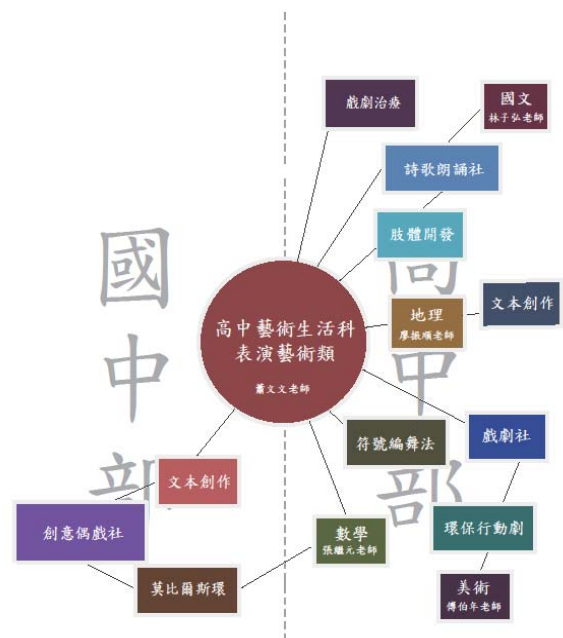 戲劇治療
國文
林子弘老師
詩歌朗誦社
肢體開發
國中部
高中部
高中藝術生活科
表演藝術類
蕭文文老師
地理
廖振順老師
文本創作
符號編舞法
戲劇社
文本創作
創意偶戲社
數學
張繼元老師
環保行動劇
莫比爾斯環
美術
傅伯年老師